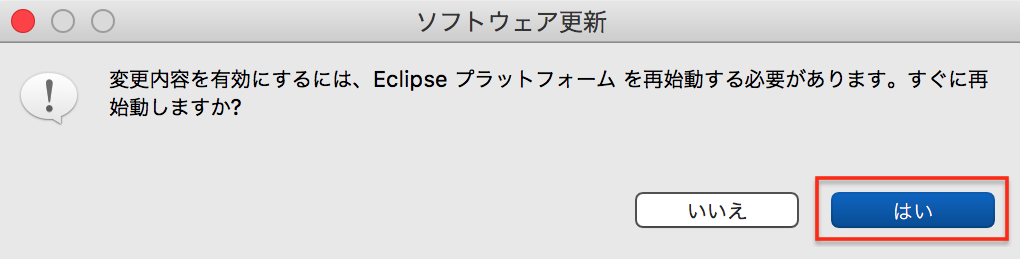 ソフトウェア更新
変更内容を有効にするには、Eclipse プラットフォーム を再始動する必要があります。すぐに再
始動しますか?
いいえ
はい